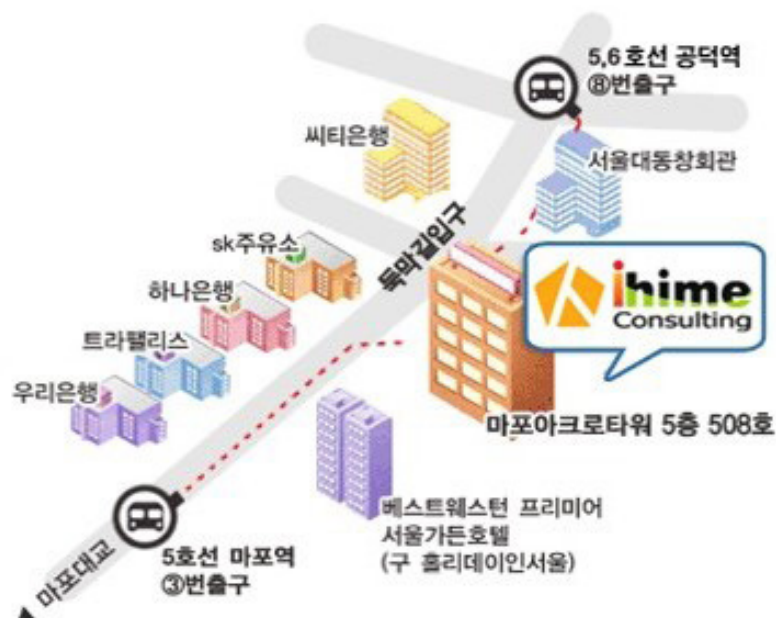 5,6호선 공덕역
⑧번출구
씨티은행
서울대동창회관
독막길입구
sk주유소
하나은행
트라팰리스
우리은행
ihime
Consulting
마포아크로타워 5층 508호
베스트웨스턴 프리미어
서울가든호텔
(구 홀리데이인서울)
5호선 마포역
③번출구
마포대교